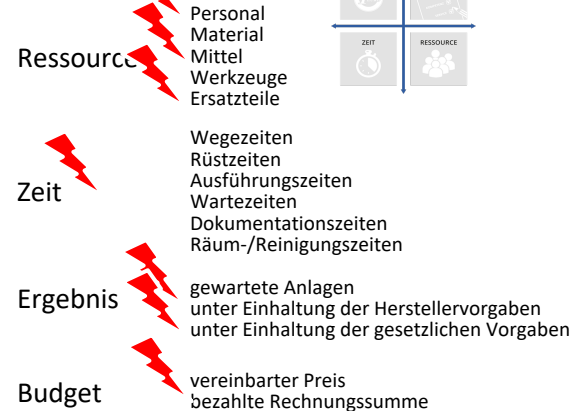 Personal
Material
Ressource
Mittel
Werkzeuge
Ersatzteile
ZEIT
RESSOURCE
Wegezeiten
Rüstzeiten
Zeit
Ausführungszeiten
Wartezeiten
Dokumentationszeiten
Räum-/Reinigungszeiten
Ergebnis
gewartete Anlagen
unter Einhaltung der Herstellervorgaben
unter Einhaltung der gesetzlichen Vorgaben
Budget
vereinbarter Preis
bezahlte Rechnungssumme